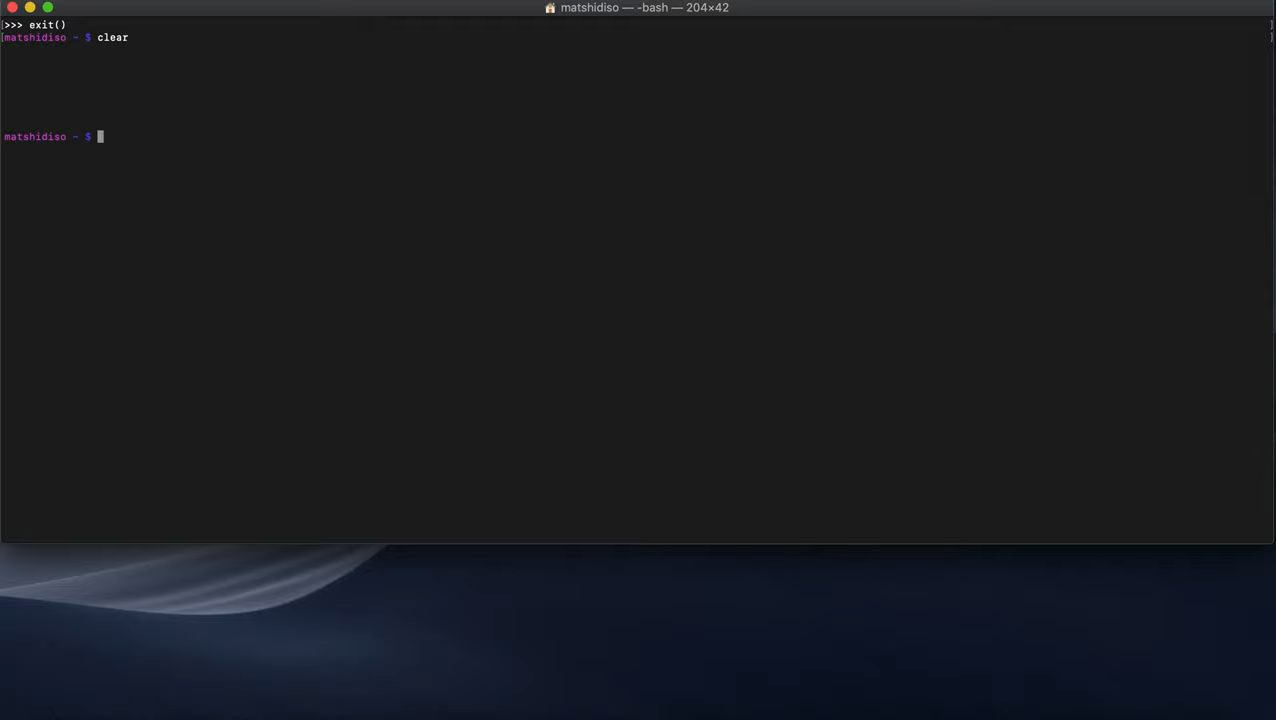 matshidiso — -bash — 204×42
[>>> exit() ]
[matshidiso ~ $ clear ]
matshidiso ~ $